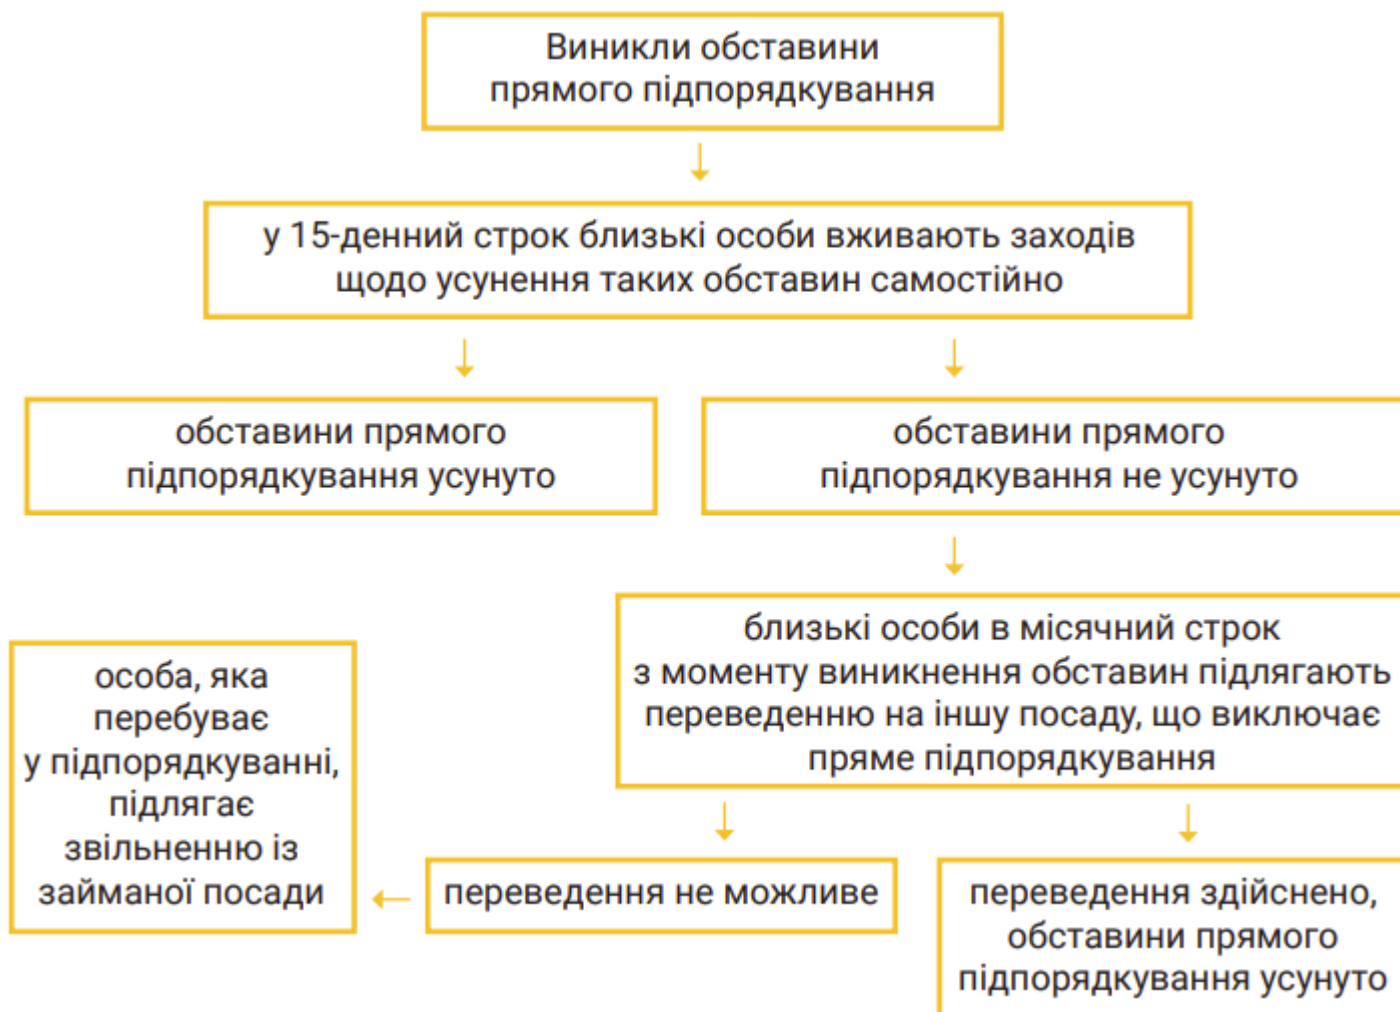 Виникли обставини
прямого підпорядкування
у 15-денний строк близькі особи вживають заходів
щодо усунення таких обставин самостійно
обставини прямого
підпорядкування усунуто
обставини прямого
підпорядкування не усунуто
близькі особи в місячний строк
з моменту виникнення обставин підлягають
переведенню на іншу посаду, що виключає
пряме підпорядкування
особа, яка
перебуває
у підпорядкуванні,
підлягає
звільненню із
займаної посади
переведення не можливе
переведення здійснено,
обставини прямого
підпорядкування усунуто